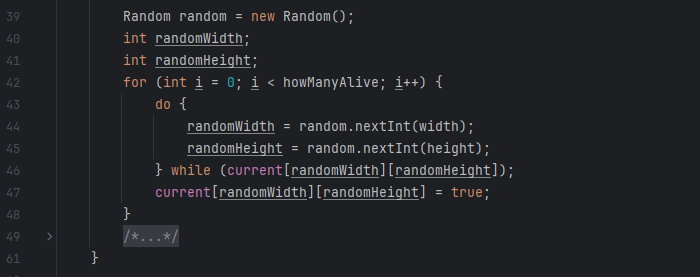 39 Random random = new Random();
40 int randomWidth;
41 int randomHeight;
42 for (int i = 0; i < howManyAlive; i++) {
43 do {
44 randomWidth = random.nextInt(width);
45 randomHeight = random.nextInt(height);
46 } while (current[randomWidth][randomHeight]);
47 current[randomWidth][randomHeight] = true;
48 }
49 /*...*/
61 }